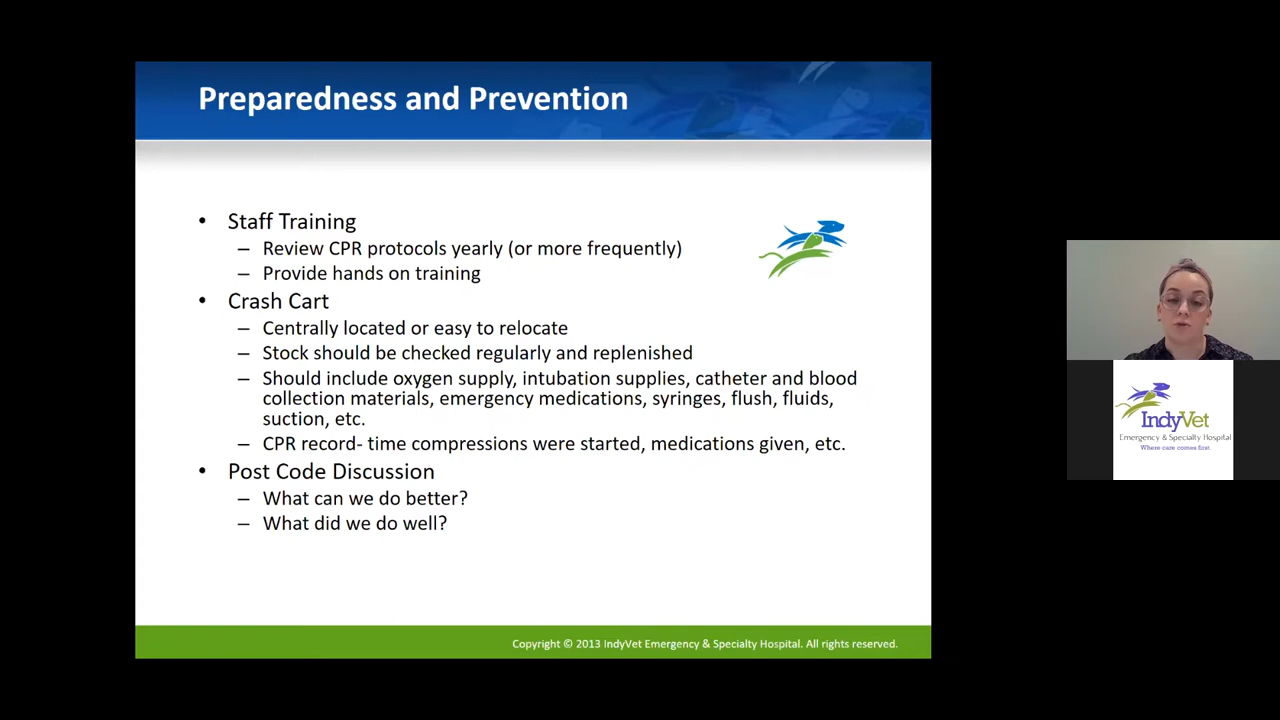 Preparedness and Prevention
• Staff Training
– Review CPR protocols yearly (or more frequently)
– Provide hands on training
• Crash Cart
– Centrally located or easy to relocate
– Stock should be checked regularly and replenished
– Should include oxygen supply, intubation supplies, catheter and blood
collection materials, emergency medications, syringes, flush, fluids,
suction, etc.
– CPR record- time compressions were started, medications given, etc.
• Post Code Discussion
– What can we do better?
– What did we do well?
Copyright © 2013 IndyVet Emergency & Specialty Hospital. All rights reserved.
IndyVet
Emergency & Specialty Hospital
Where care comes first.